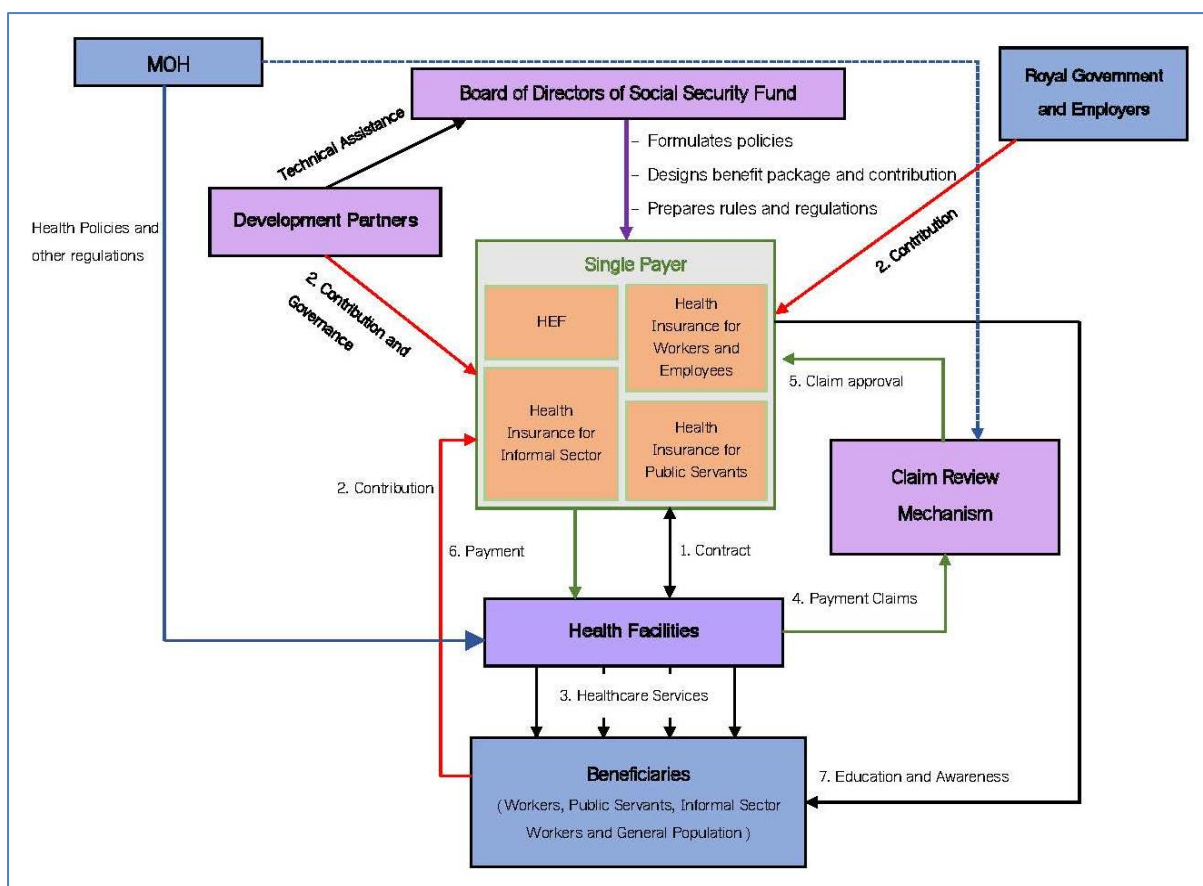 MOH
Board of Directors of Social Security Fund
Royal Government
and Employers
Technical Assistance
– Formulates policies
– Designs benefit package and contribution
– Prepares rules and regulations
Development Partners
Health Policies and
other regulations
2. Contribution
2. Contribution and
Governance
Single Payer
HEF
Health
Insurance for
Workers and
Employees
Health
Insurance for
Informal Sector
Health
Insurance for
Public Servants
5. Claim approval
Claim Review
Mechanism
2. Contribution
6. Payment
1. Contract
4. Payment Claims
Health Facilities
3. Healthcare Services
Beneficiaries
( Workers, Public Servants, Informal Sector
Workers and General Population )
7. Education and Awareness